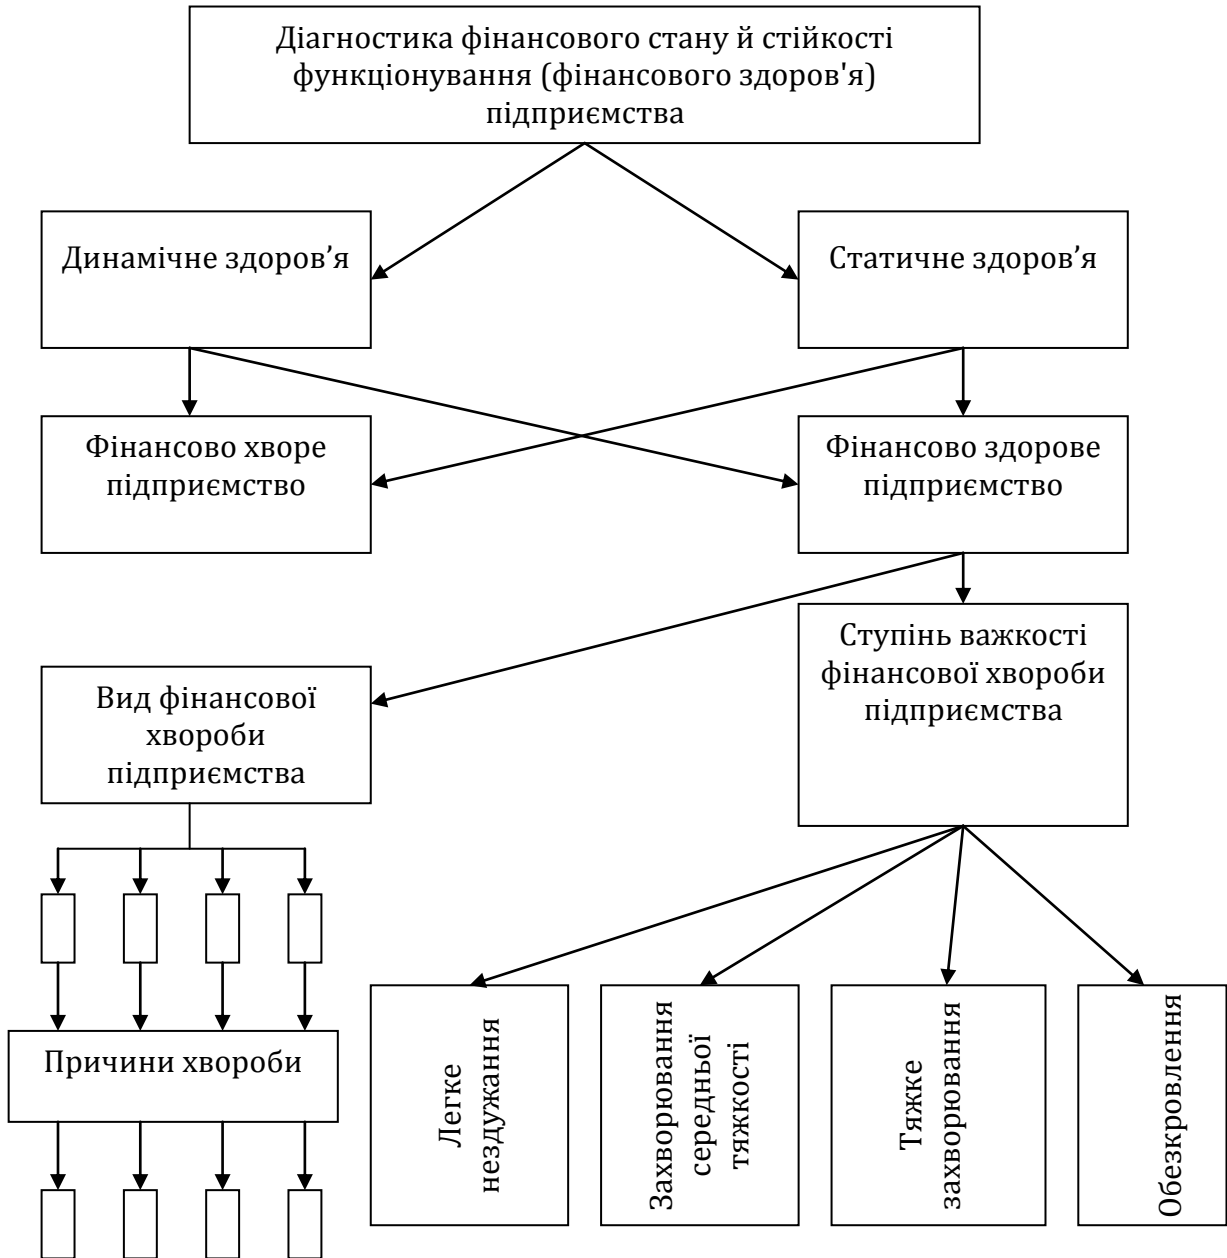 Діагностика фінансового стану й стійкості
функціонування (фінансового здоров'я)
підприємства
Динамічне здоров’я
Статичне здоров’я
Фінансово хворе
підприємство
Фінансово здорове
підприємство
Ступінь важкості
фінансової хвороби
підприємства
Вид фінансової
хвороби
підприємства
Причини хвороби
Легке
нездужання
Захворювання
середньої
тяжкості
Тяжке
захворювання
Обезкровлення